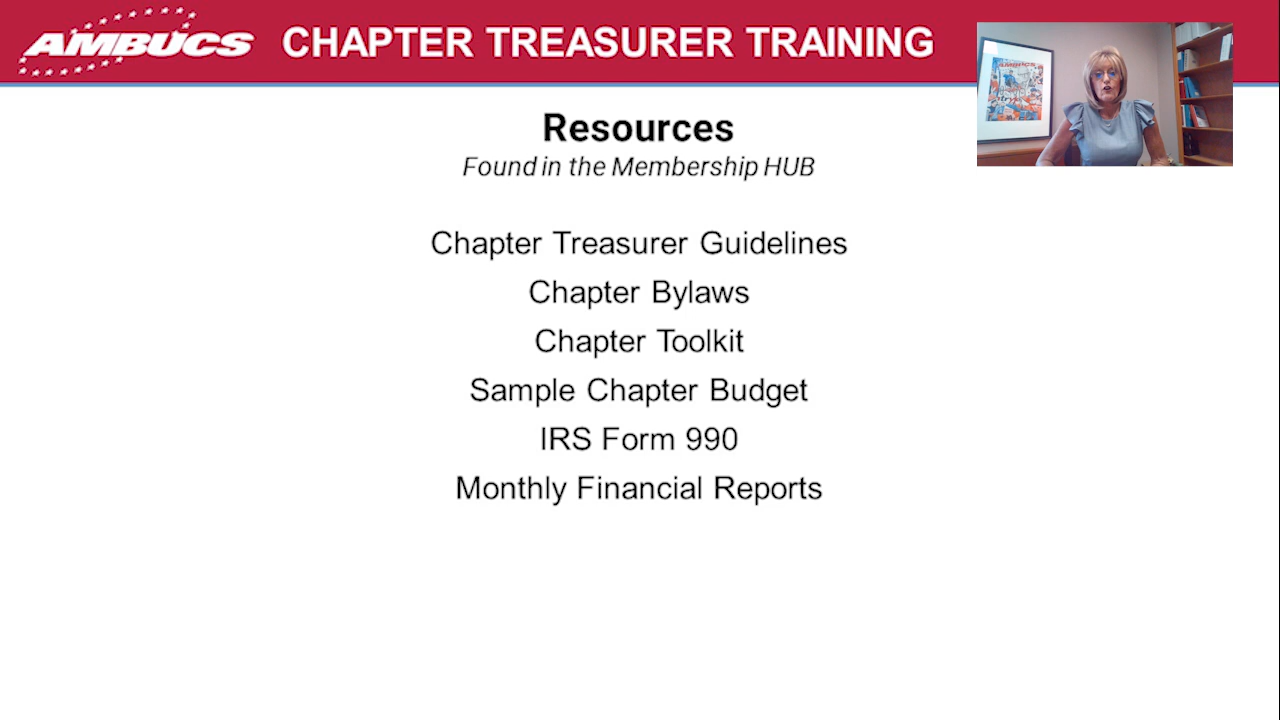 AMBUCS CHAPTER TREASURER TRAINING
Resources
Found in the Membership HUB
Chapter Treasurer Guidelines
Chapter Bylaws
Chapter Toolkit
Sample Chapter Budget
IRS Form 990
Monthly Financial Reports
AMBUCS